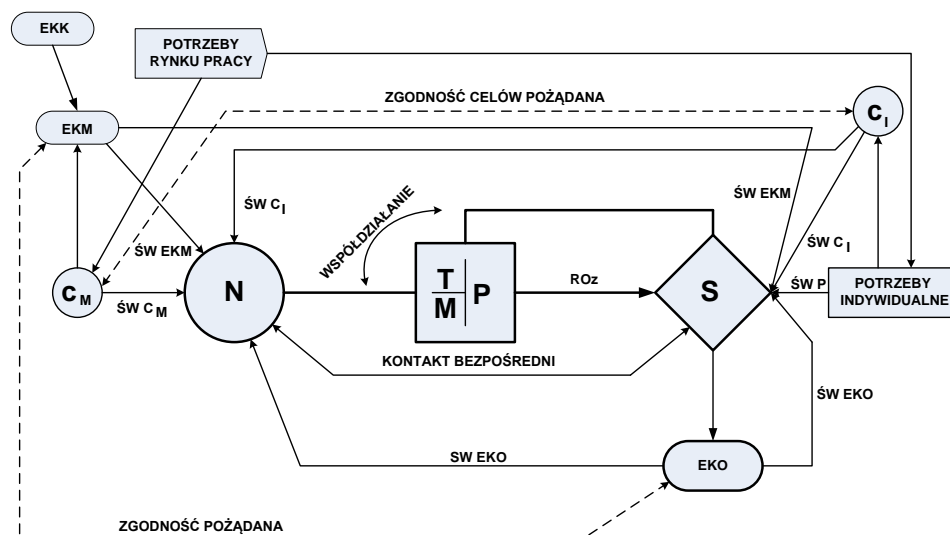 EKK
POTRZEBY
RYNKU PRACY
ZGODNOŚĆ CELÓW POŻĄDANA
C I
EKM
ŚW C I
ŚW EKM
WSPÓŁDZIAŁANIE
ŚW EKM
ŚW C I
C M
ŚW C M
N
T
M
P
ROz
S
ŚW P
POTRZEBY
INDYWIDUALNE
KONTAKT BEZPOŚREDNI
ŚW EKO
SW EKO
EKO
ZGODNOŚĆ POŻĄDANA